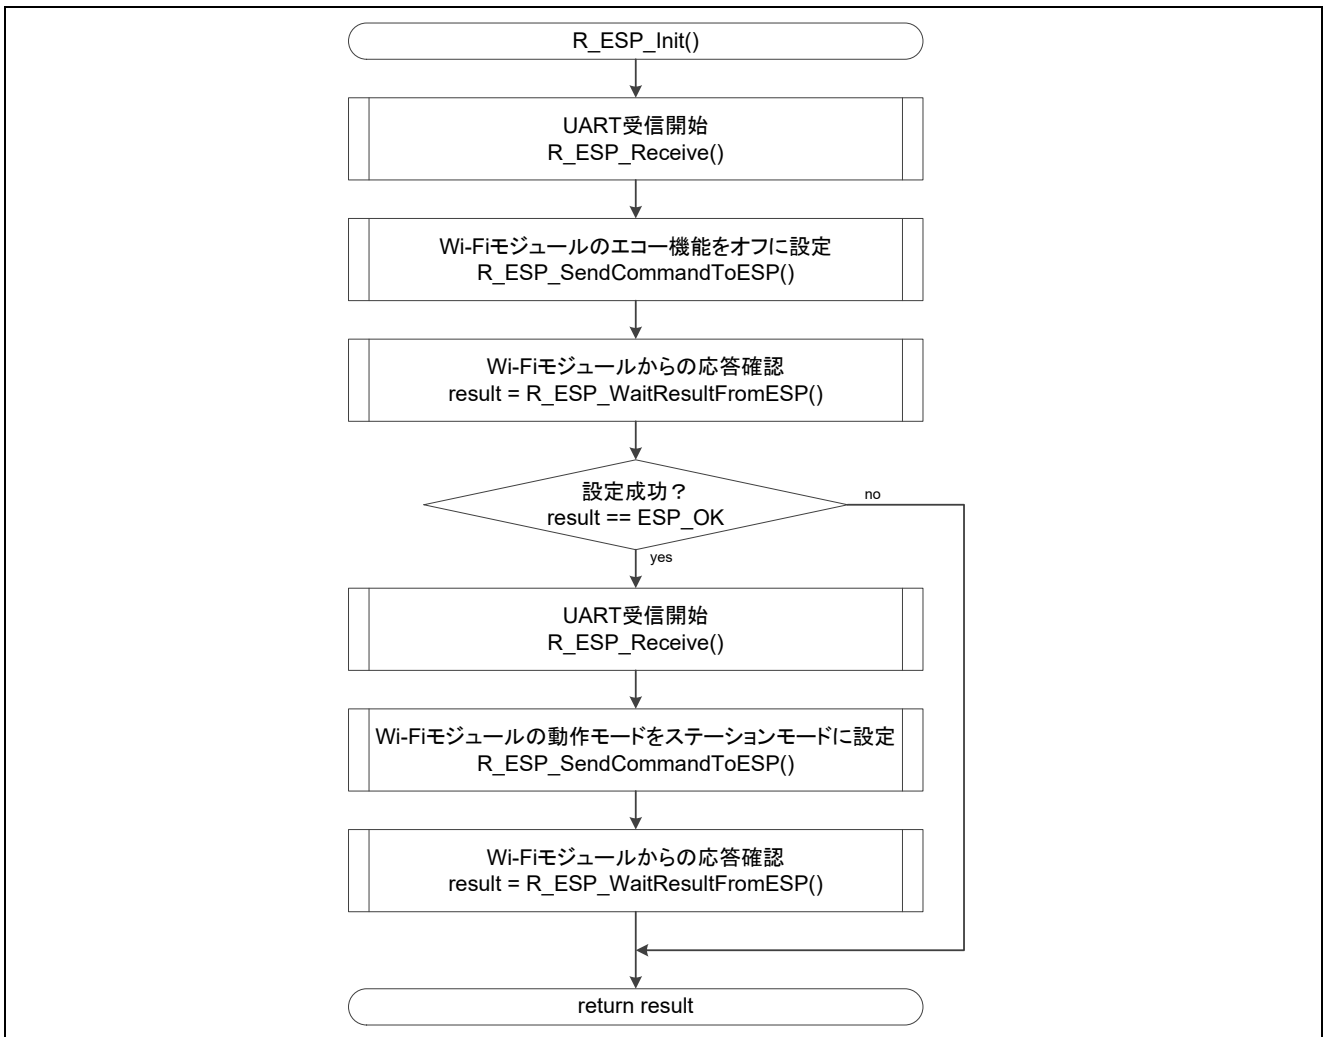 R_ESP_Init()
UART受信開始
R_ESP_Receive()
Wi-Fiモジュールのエコー機能をオフに設定
R_ESP_SendCommandToESP()
Wi-Fiモジュールからの応答確認
result = R_ESP_WaitResultFromESP()
設定成功？
result == ESP_OK
no
yes
UART受信開始
R_ESP_Receive()
Wi-Fiモジュールの動作モードをステーションモードに設定
R_ESP_SendCommandToESP()
Wi-Fiモジュールからの応答確認
result = R_ESP_WaitResultFromESP()
return result